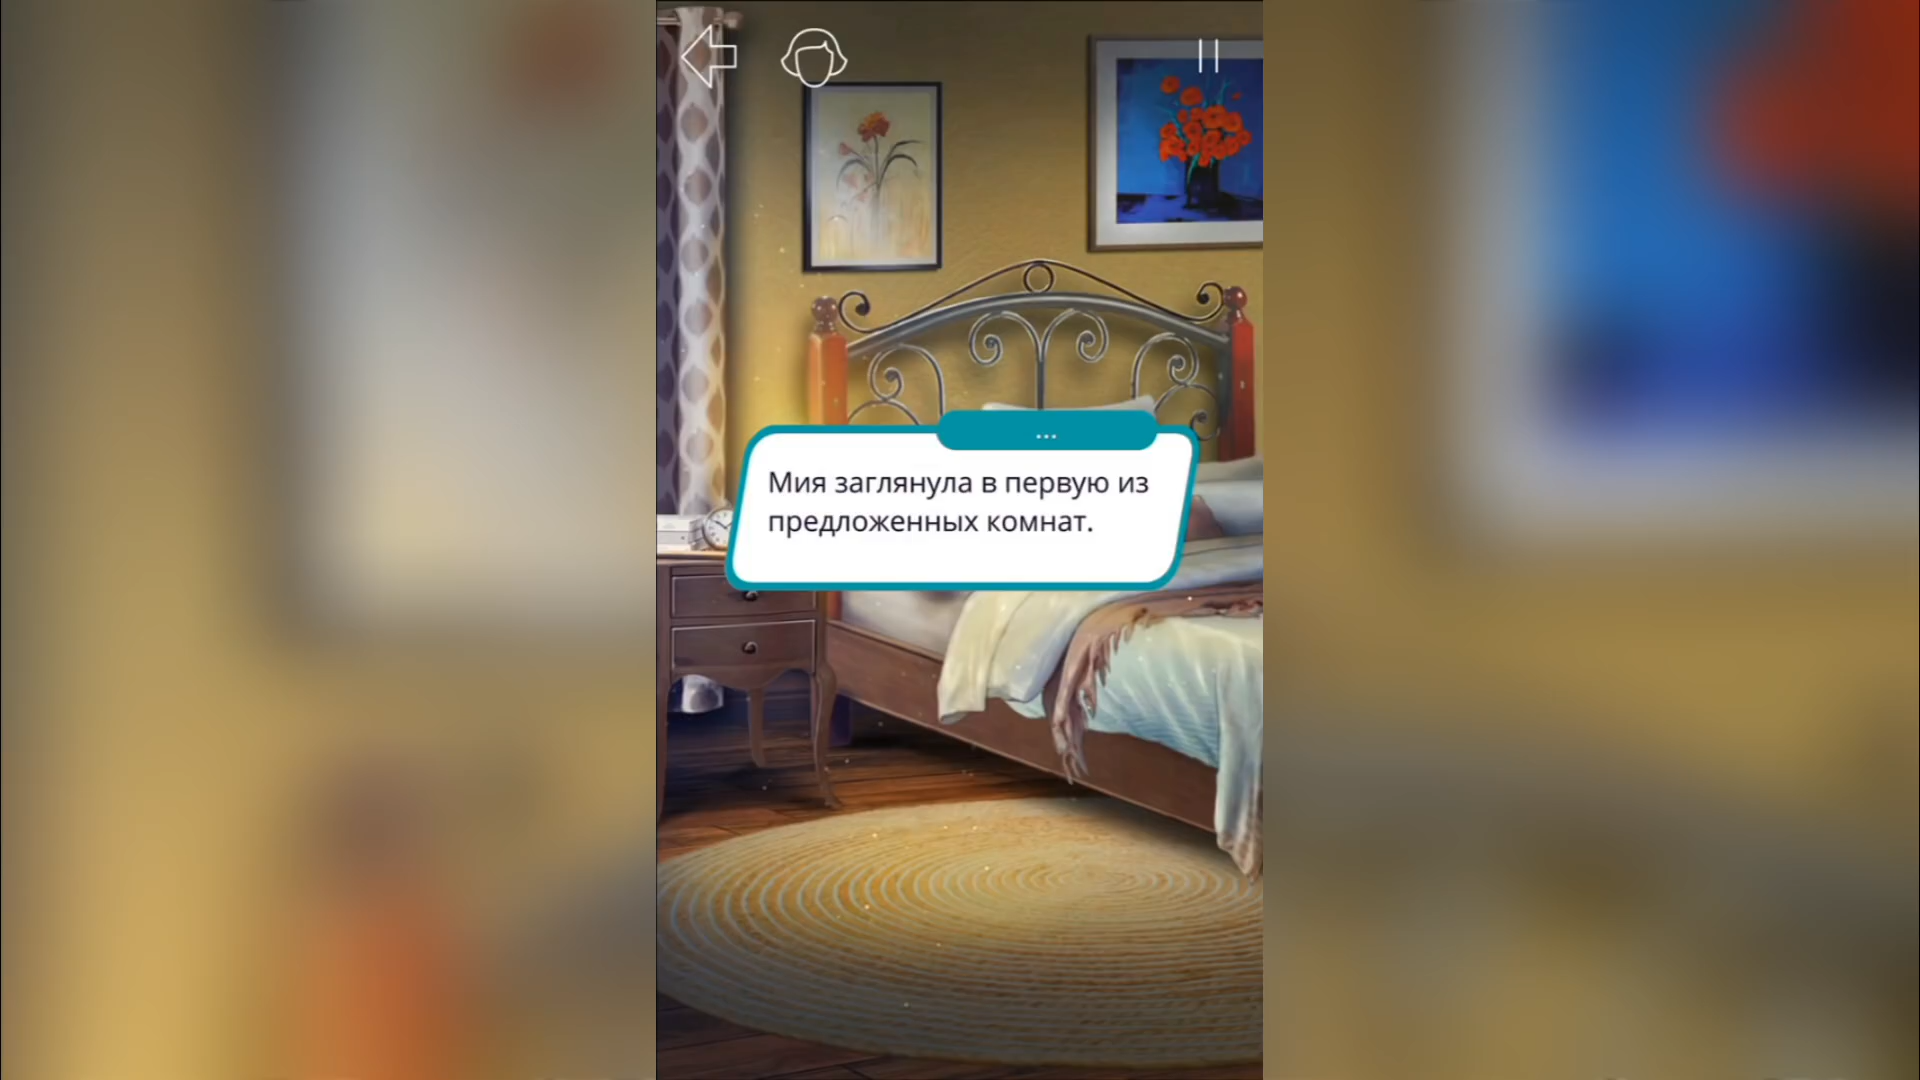 ...
Мия заглянула в первую из
предложенных комнат.